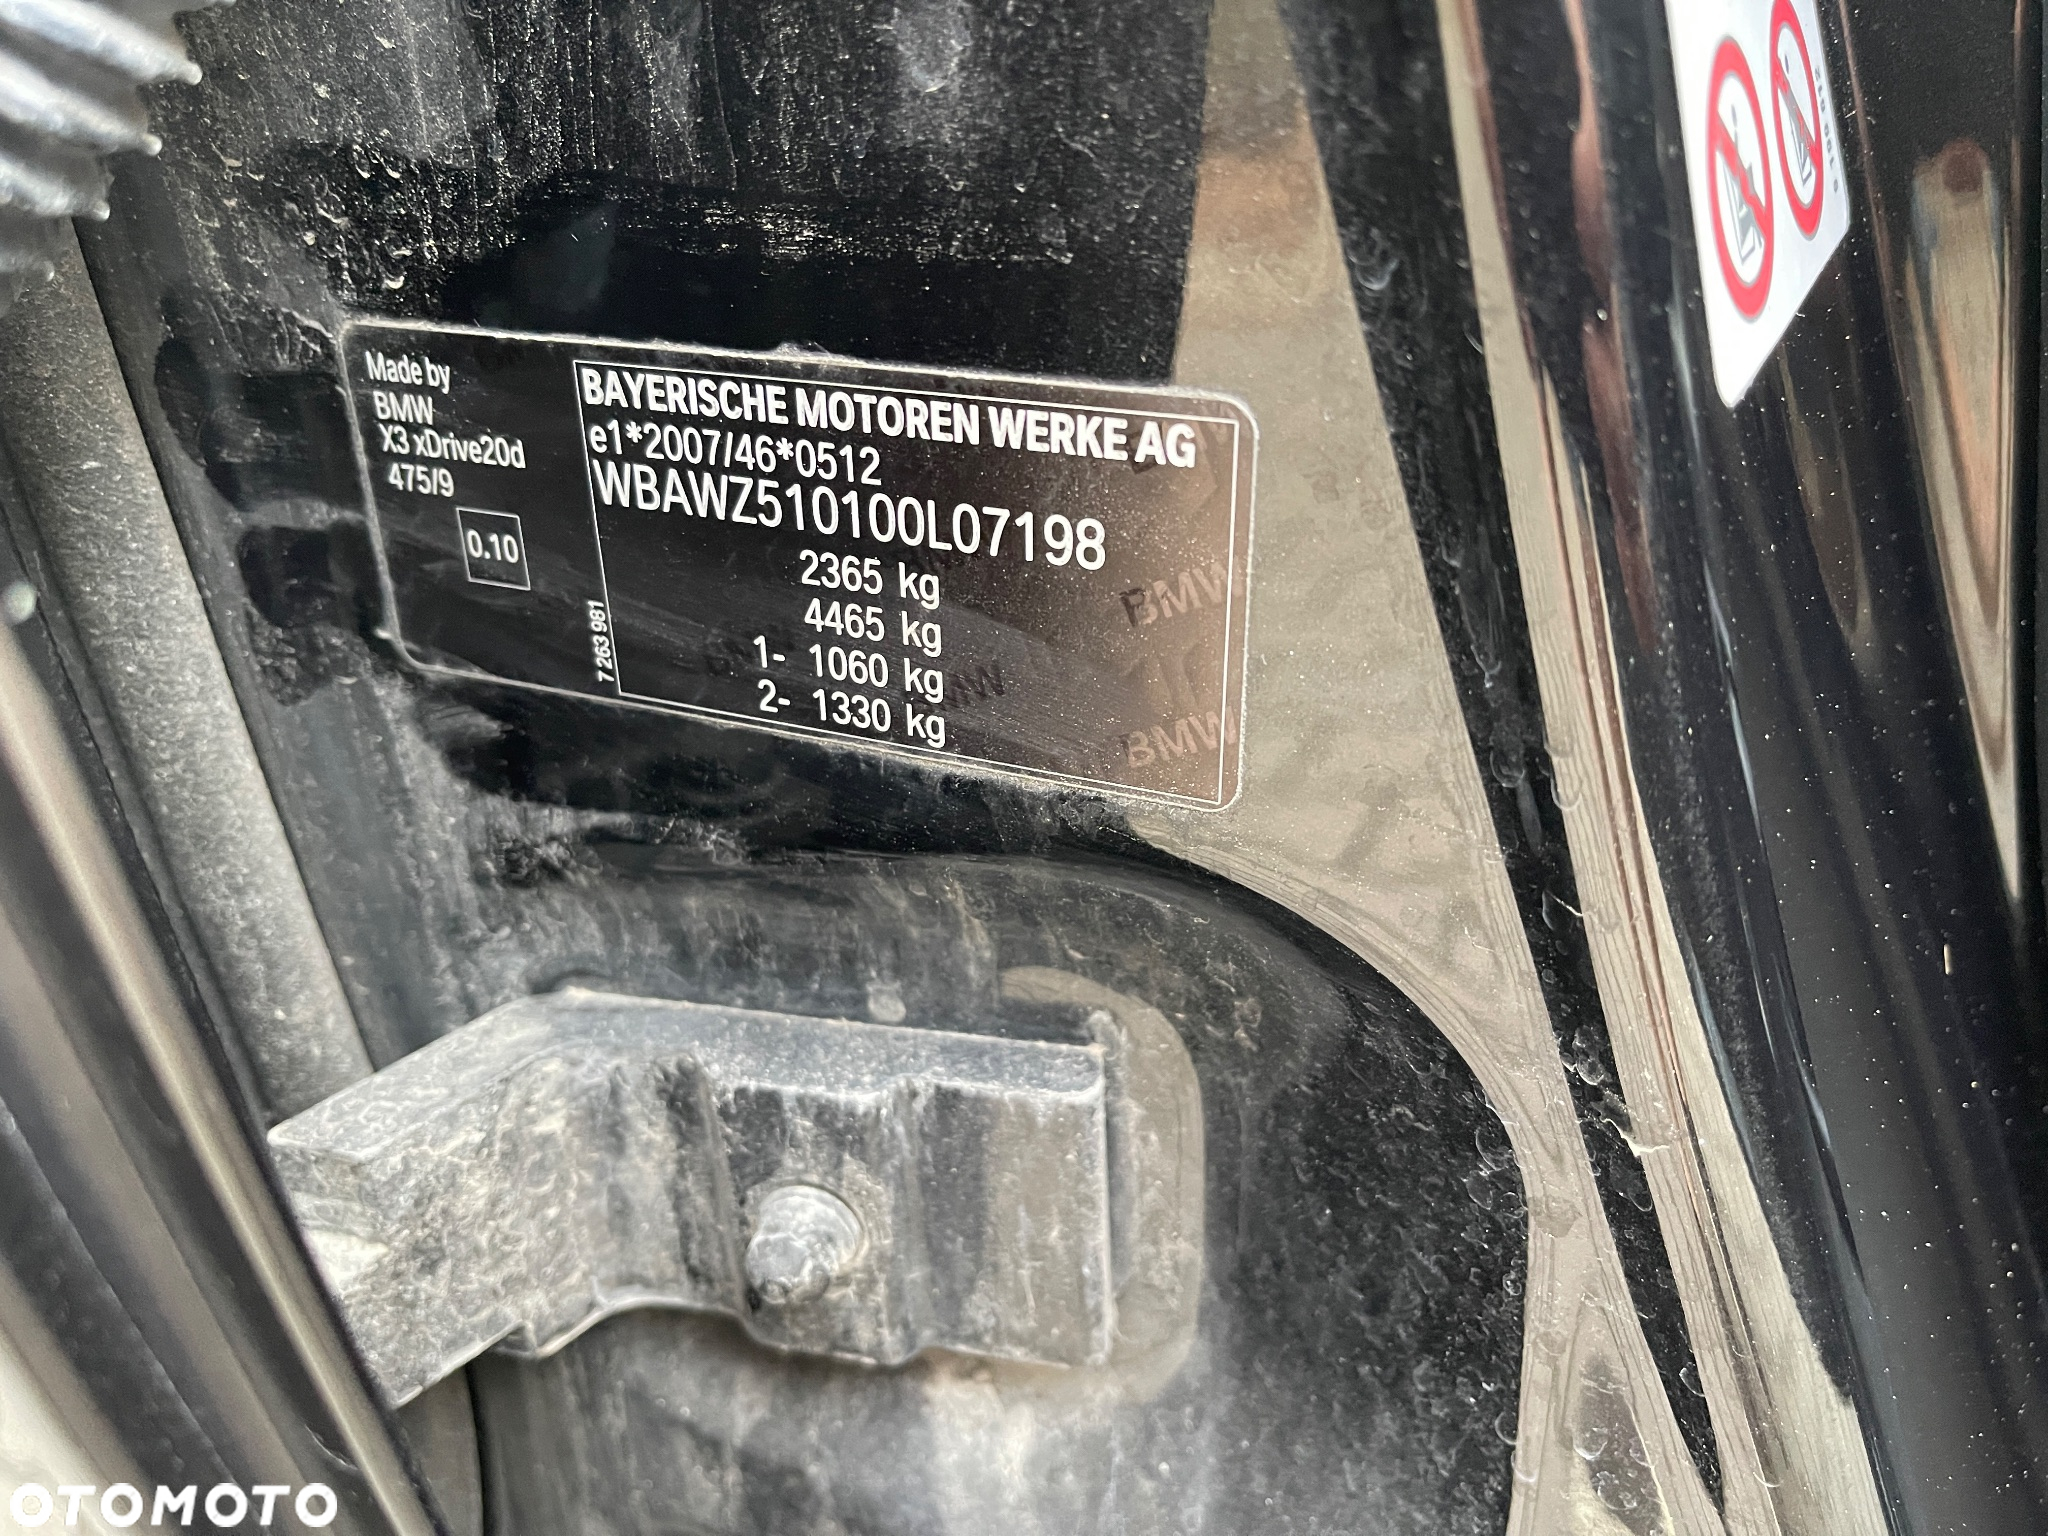 Made by
BMW
X3 xDrive20d
475/9
0.10
BAYERISCHE MOTOREN WERKE AG
e1*2007/46*0512
WBAWZ510100L07198
2365 kg
4465 kg
1- 1060 kg
2- 1330 kg
7 263 981
BMW
BMW
BMW
OTOMOTO